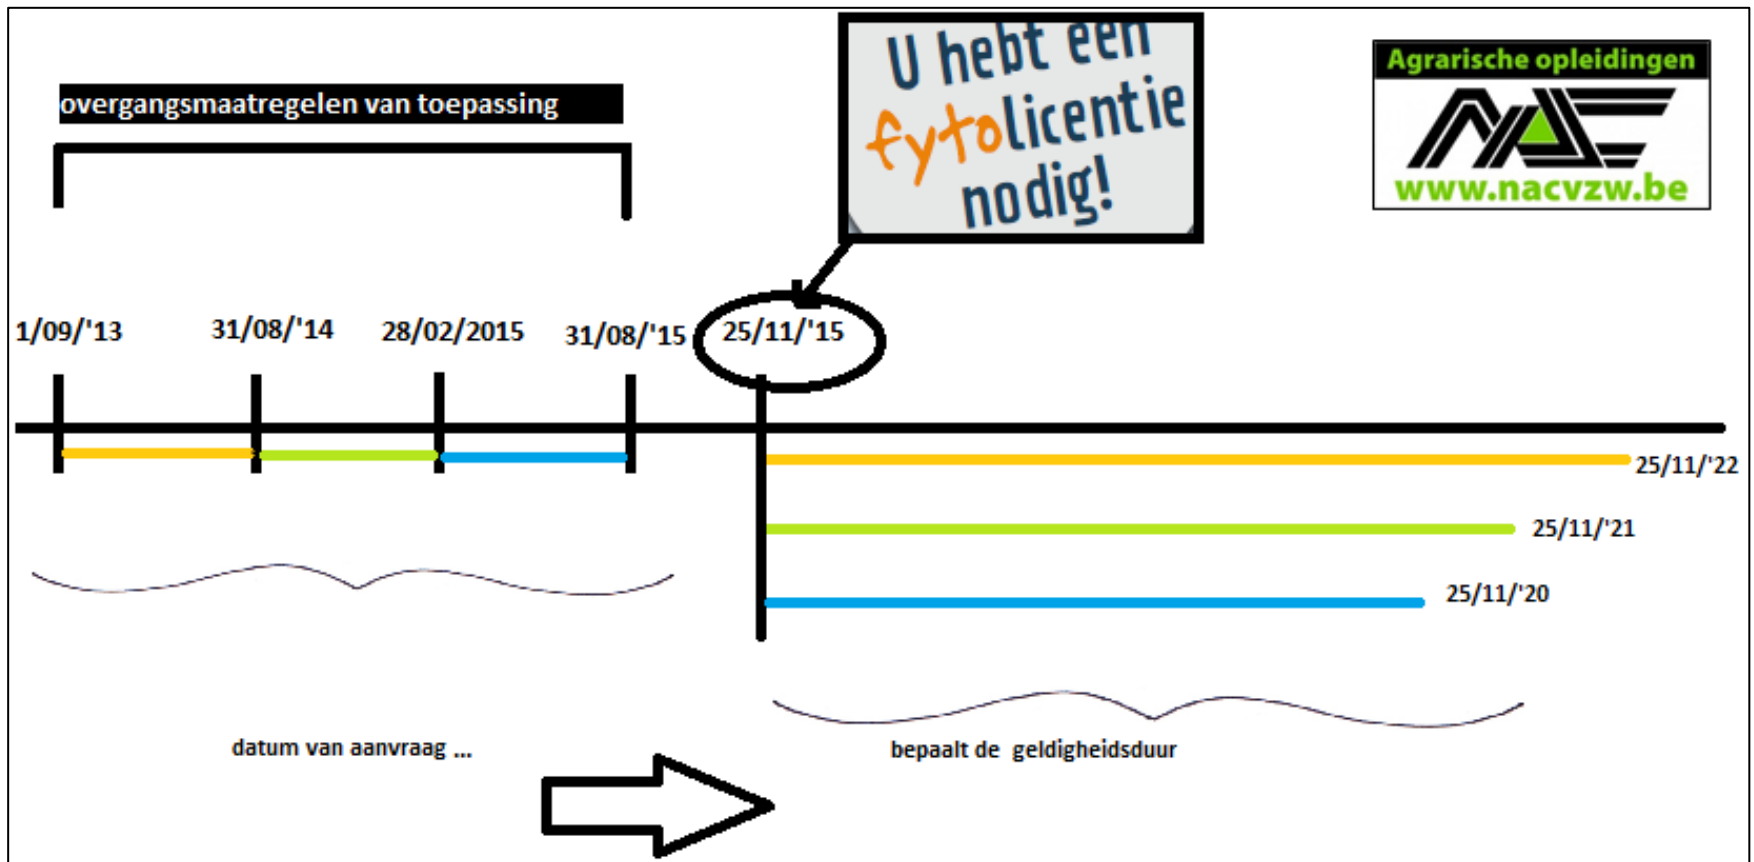 overgangsmaatregelen van toepassing
U hebt een
fytolicentie
nodig!
Agrarische opleidingen
NAC
www.nacvzw.be
1/09/'13
31/08/'14
28/02/2015
31/08/'15
25/11/'15
25/11/'22
25/11/'21
25/11/'20
datum van aanvraag ...
bepaalt de geldigheidsduur